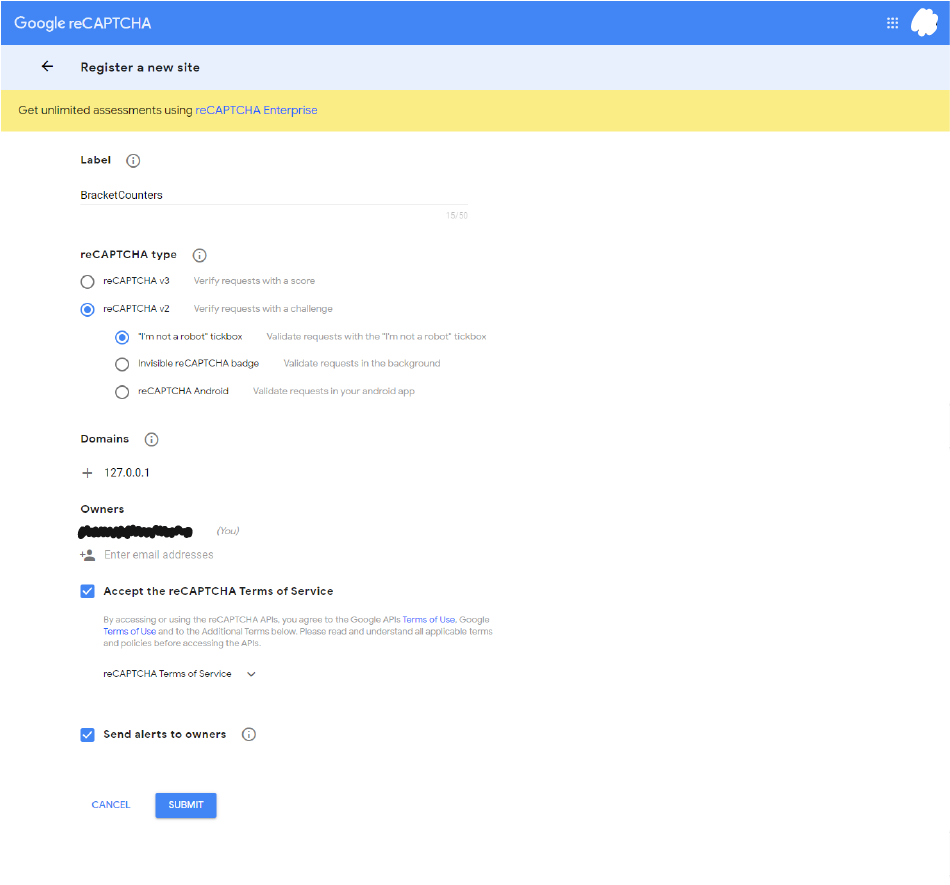 Google reCAPTCHA
Register a new site
Get unlimited assessments using reCAPTCHA Enterprise
Label
BracketCounters
15/50
reCAPTCHA type
reCAPTCHA v3 Verify requests with a score
reCAPTCHA v2 Verify requests with a challenge
"I'm not a robot" tickbox Validate requests with the "I'm not a robot" tickbox
Invisible reCAPTCHA badge Validate requests in the background
reCAPTCHA Android Validate requests in your android app
Domains
127.0.0.1
Owners
(You)
Enter email addresses
Accept the reCAPTCHA Terms of Service
By accessing or using the reCAPTCHA APIs, you agree to the Google APIs Terms of Use, Google
Terms of Use and to the Additional Terms below. Please read and understand all applicable terms
and policies before accessing the APIs.
reCAPTCHA Terms of Service
Send alerts to owners
CANCEL SUBMIT